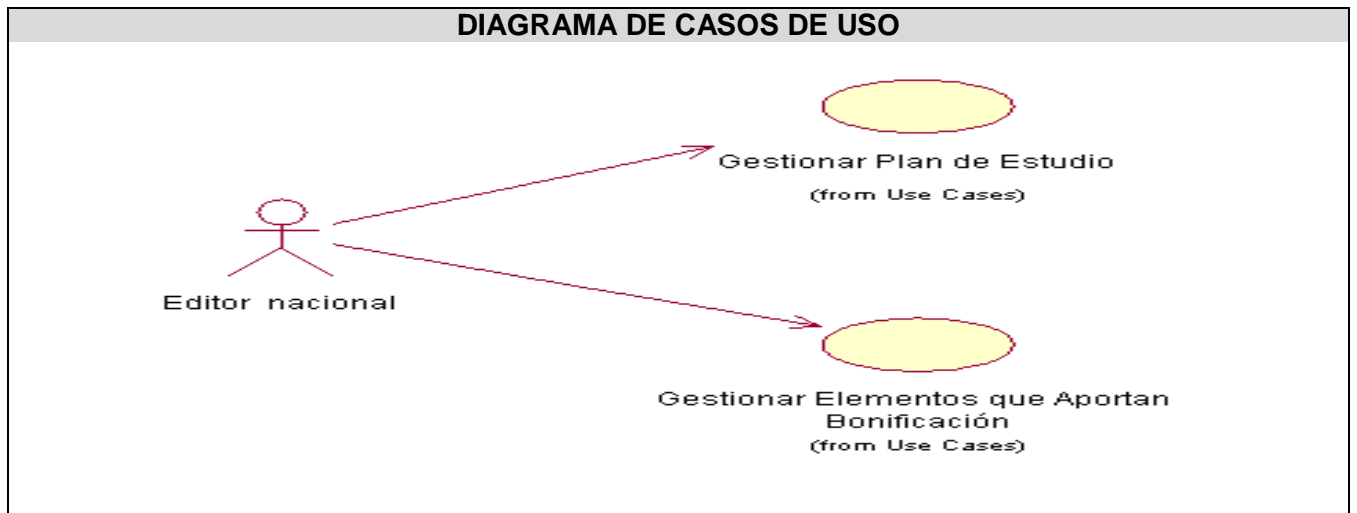 DIAGRAMA DE CASOS DE USO
Gestionar Plan de Estudio
(from Use Cases)
Editor nacional
Gestionar Elementos que Aportan
Bonificación
(from Use Cases)